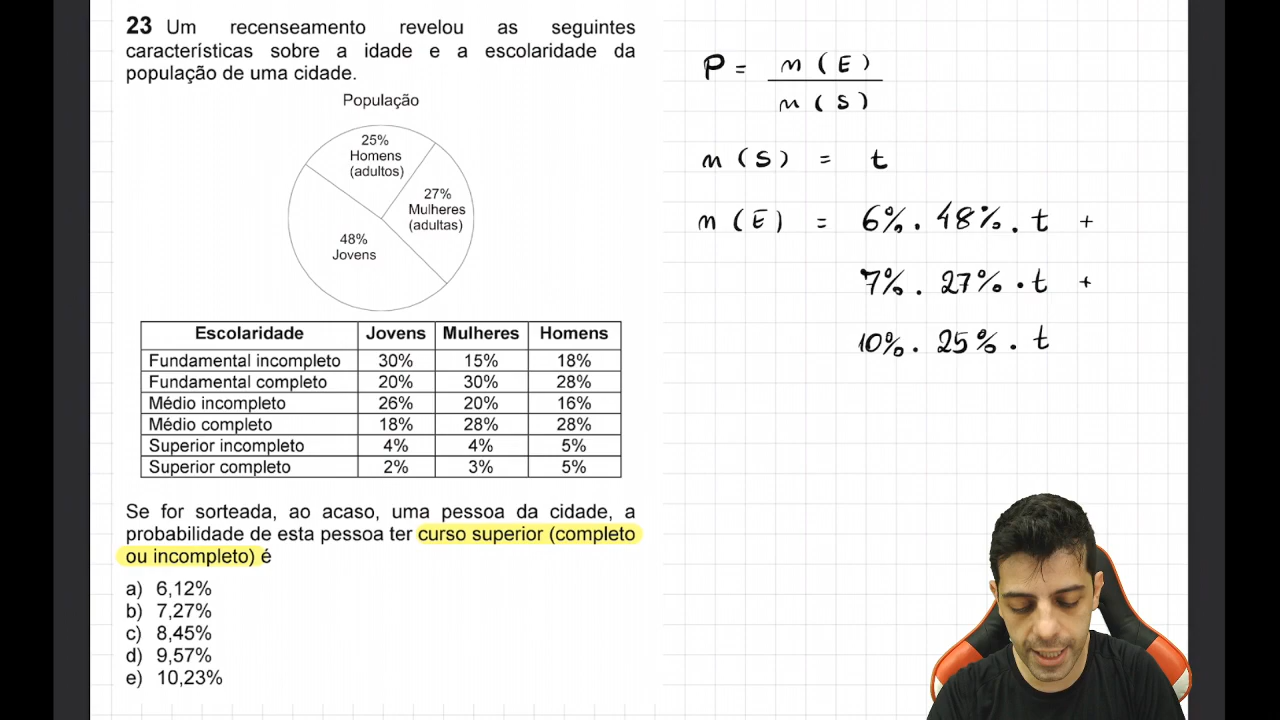 23 Um recenseamento revelou as seguintes
características sobre a idade e a escolaridade da
população de uma cidade.
População
25%
Homens
(adultos)
27%
Mulheres
(adultas)
48%
Jovens
Escolaridade Jovens Mulheres Homens
Fundamental incompleto 30% 15% 18%
Fundamental completo 20% 30% 28%
Médio incompleto 26% 20% 16%
Médio completo 18% 28% 28%
Superior incompleto 4% 4% 5%
Superior completo 2% 3% 5%
Se for sorteada, ao acaso, uma pessoa da cidade, a
probabilidade de esta pessoa ter curso superior (completo
ou incompleto) é
a) 6,12%
b) 7,27%
c) 8,45%
d) 9,57%
e) 10,23%
P = n(E) / n(S)
n(S) = t
n(E) = 6% . 48% . t +
7% . 27% . t +
10% . 25% . t